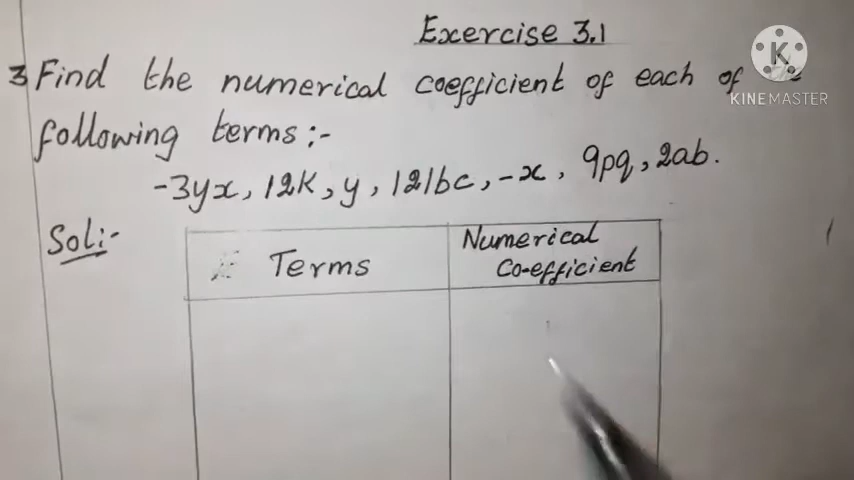 Exercise 3.1
3 Find the numerical coefficient of each of
K
KINEMASTER
following terms:-
-3yx, 12K, y, 121bc, -x, 9pq, 2ab.
Sol:-
Terms
Numerical
Co-efficient